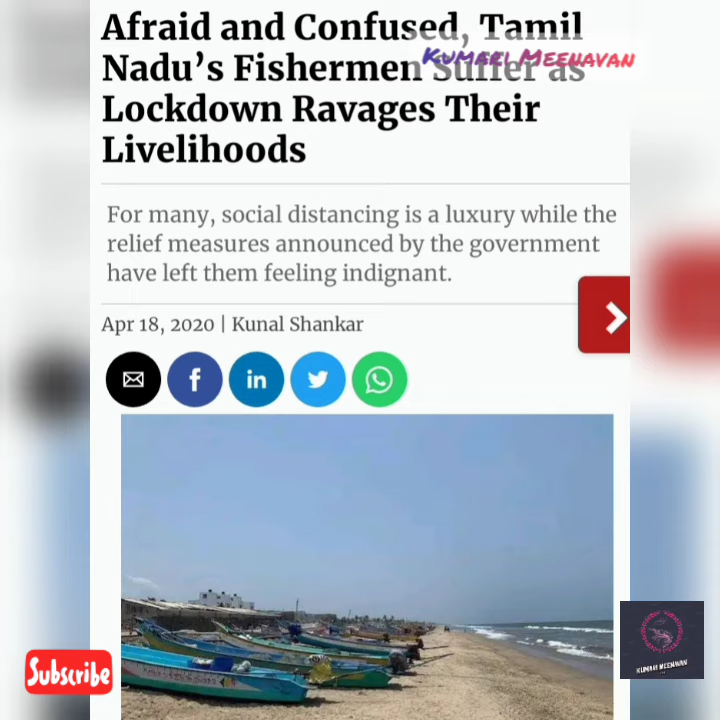 Afraid and Confused, Tamil
Nadu’s Fishermen Suffer as
Lockdown Ravages Their
Livelihoods
KUMARI MEENAVAN
For many, social distancing is a luxury while the
relief measures announced by the government
have left them feeling indignant.
Apr 18, 2020 | Kunal Shankar
f
in
Subscribe
KUMARI MEENAVAN